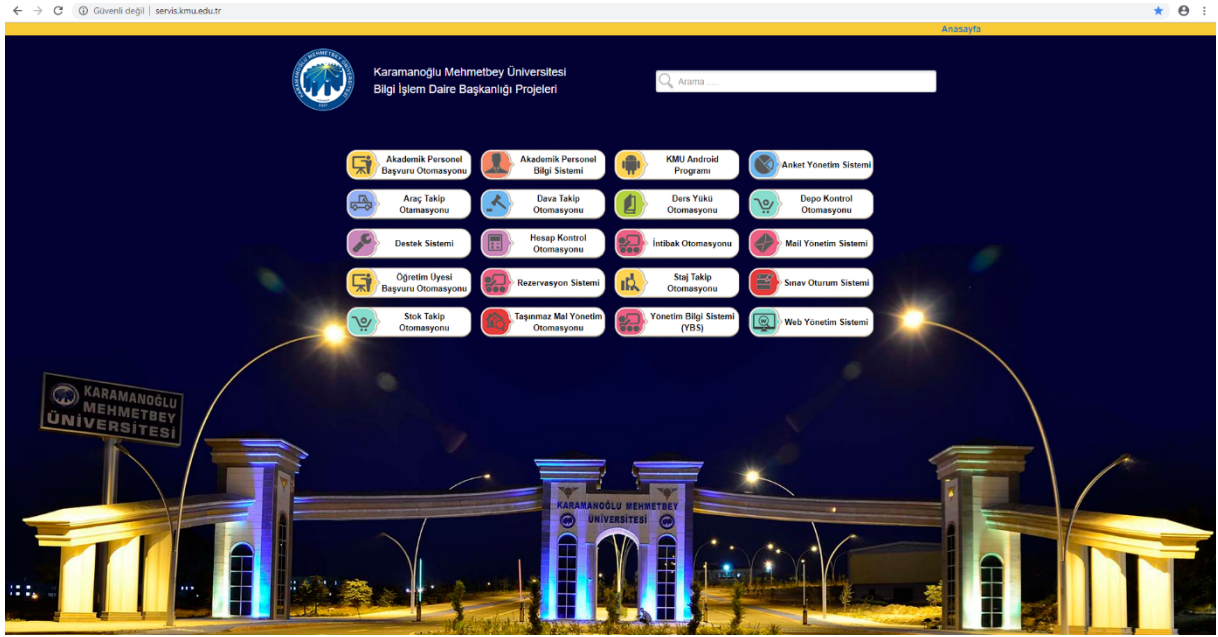 Güvenli değil | servis.kmu.edu.tr
Anasayfa
Karamanoğlu Mehmetbey Üniversitesi
Bilgi İşlem Daire Başkanlığı Projeleri
Arama ....
Akademik Personel
Başvuru Otomasyonu
Akademik Personel
Bilgi Sistemi
KMU Android
Programı
Anket Yönetim Sistemi
Araç Takip
Otamasyonu
Dava Takip
Otomasyonu
Ders Yükü
Otomasyonu
Depo Kontrol
Otomasyonu
Destek Sistemi
Hesap Kontrol
Otomasyonu
İntibak Otomasyonu
Mail Yönetim Sistemi
Öğretim Üyesi
Başvuru Otomasyonu
Rezervasyon Sistemi
Staj Takip
Otomasyonu
Sınav Oturum Sistemi
Stok Takip
Otomasyonu
Taşınmaz Mal Yönetim
Otomasyonu
Yönetim Bilgi Sistemi
(YBS)
Web Yönetim Sistemi
KARAMANOĞLU
MEHMETBEY
ÜNİVERSİTESİ
KARAMANOĞLU MEHMETBEY
ÜNİVERSİTESİ